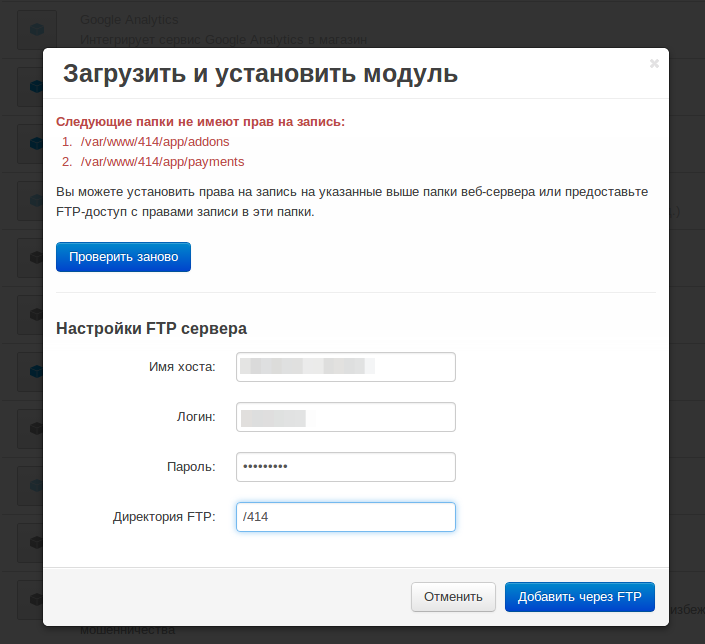 Google Analytics
Интегрирует сервис Google Analytics в магазин
Загрузить и установить модуль
×
Следующие папки не имеют прав на запись:
1. /var/www/414/app/addons
2. /var/www/414/app/payments
Вы можете установить права на запись на указанные выше папки веб-сервера или предоставьте
FTP-доступ с правами записи в эти папки.
Проверить заново
Настройки FTP сервера
Имя хоста:
Логин:
Пароль: •••••••••
Директория FTP: /414
Отменить
Добавить через FTP
мошенничества